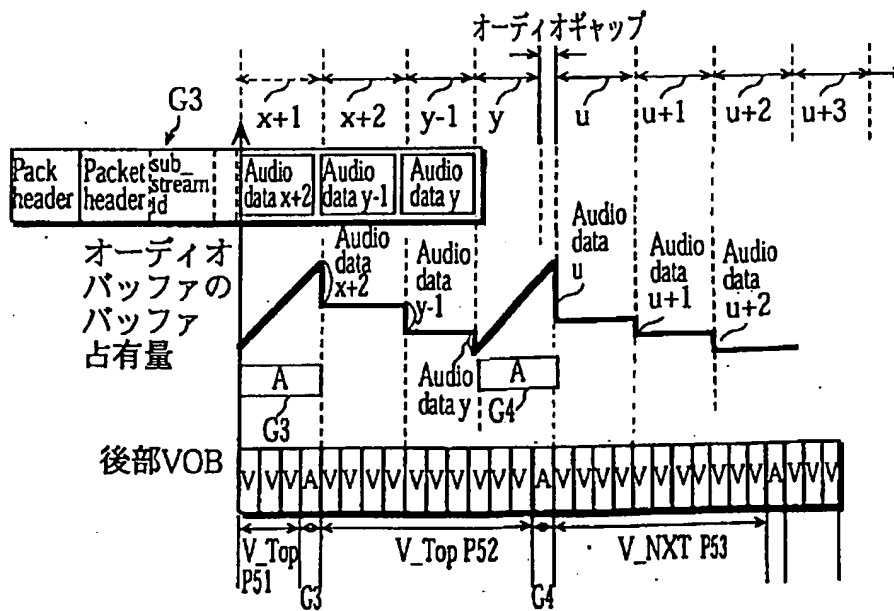 オーディオギャップ
x+1 x+2 y-1 y u u+1 u+2 u+3
G3
Pack header
Packet header
sub_stream id
Audio data x+2
Audio data y-1
Audio data y
オーディオ
バッファの
バッファ
占有量
Audio data x+2
Audio data y-1
Audio data y
Audio data u
Audio data u+1
Audio data u+2
A
G3
A
G4
後部VOB
V V V A V V V V V V V V V V V A V V V V V V V V V V V A V V V
V_Top P51
G3
V_Top P52
G4
V_NXT P53